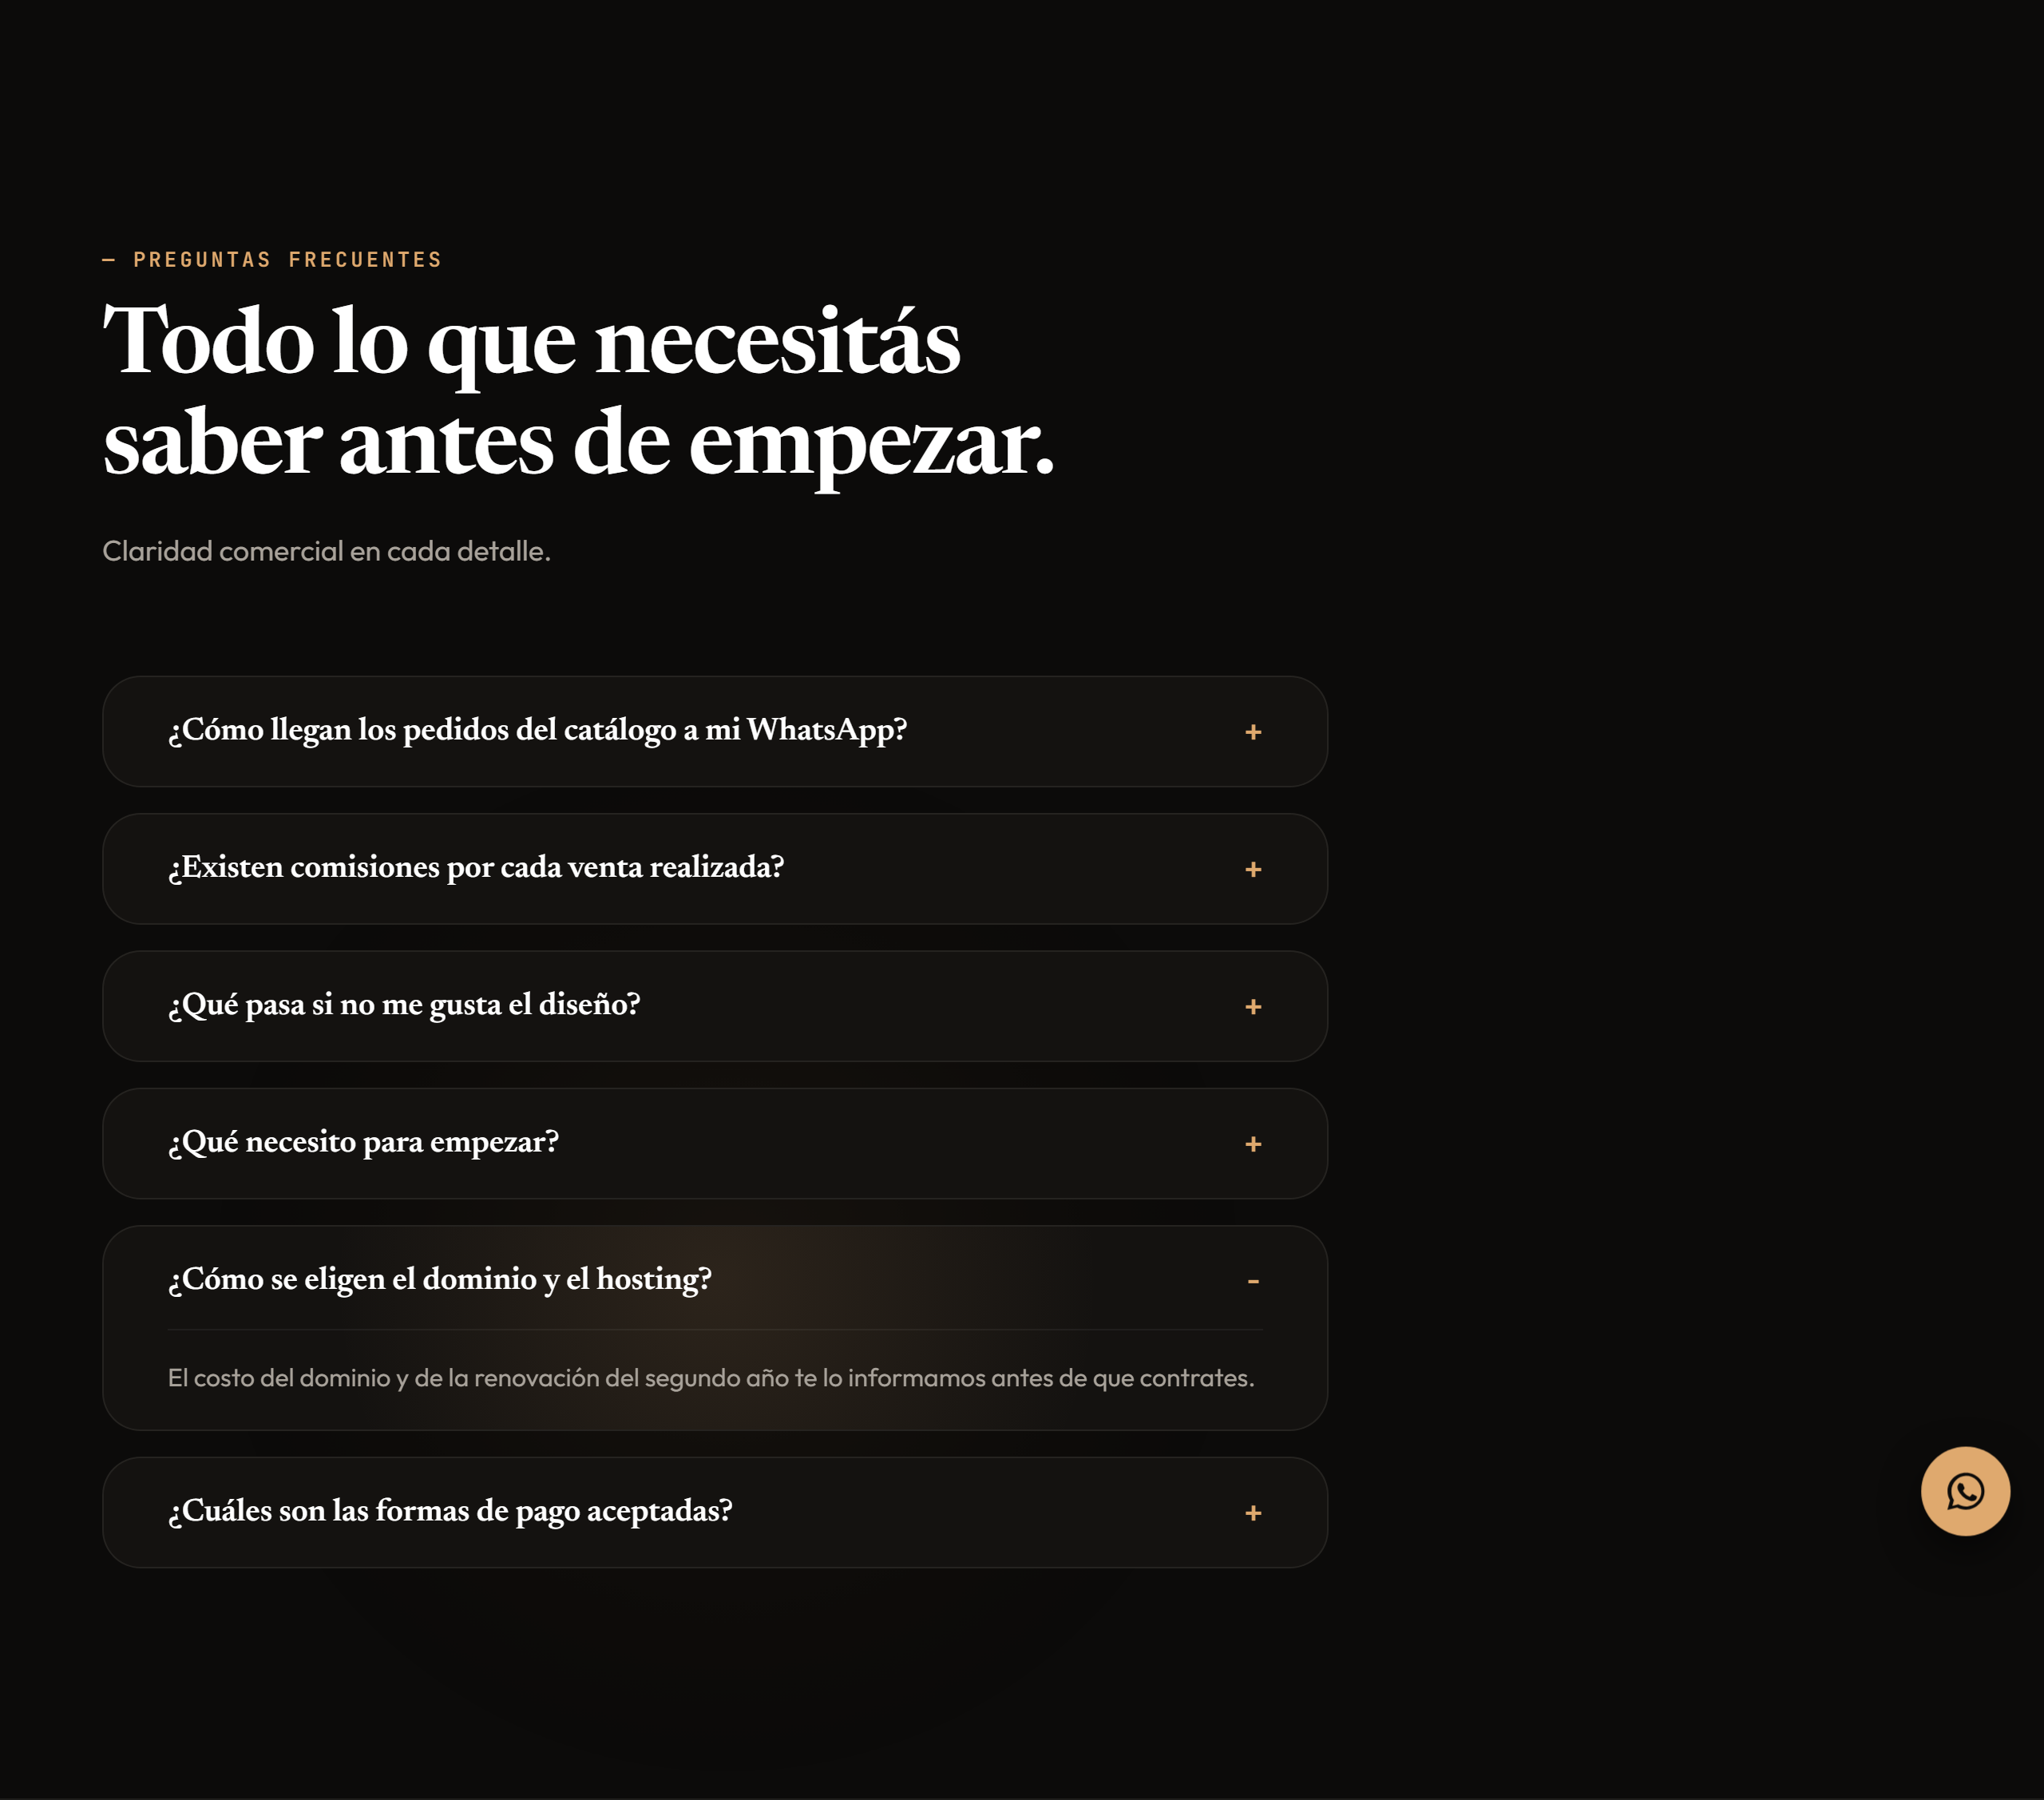 — PREGUNTAS FRECUENTES
Todo lo que necesitás
saber antes de empezar.
Claridad comercial en cada detalle.
¿Cómo llegan los pedidos del catálogo a mi WhatsApp? +
¿Existen comisiones por cada venta realizada? +
¿Qué pasa si no me gusta el diseño? +
¿Qué necesito para empezar? +
¿Cómo se eligen el dominio y el hosting? -
El costo del dominio y de la renovación del segundo año te lo informamos antes de que contrates.
¿Cuáles son las formas de pago aceptadas? +